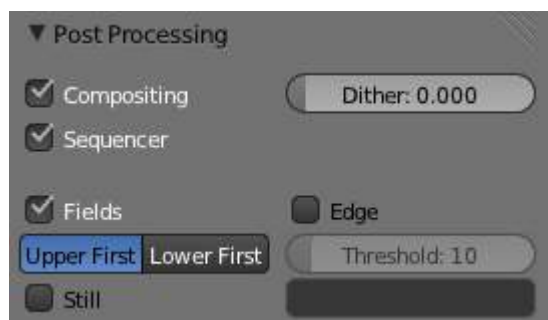 Post Processing
Compositing
Dither: 0.000
Sequencer
Fields
Edge
Upper First
Lower First
Threshold: 10
Still